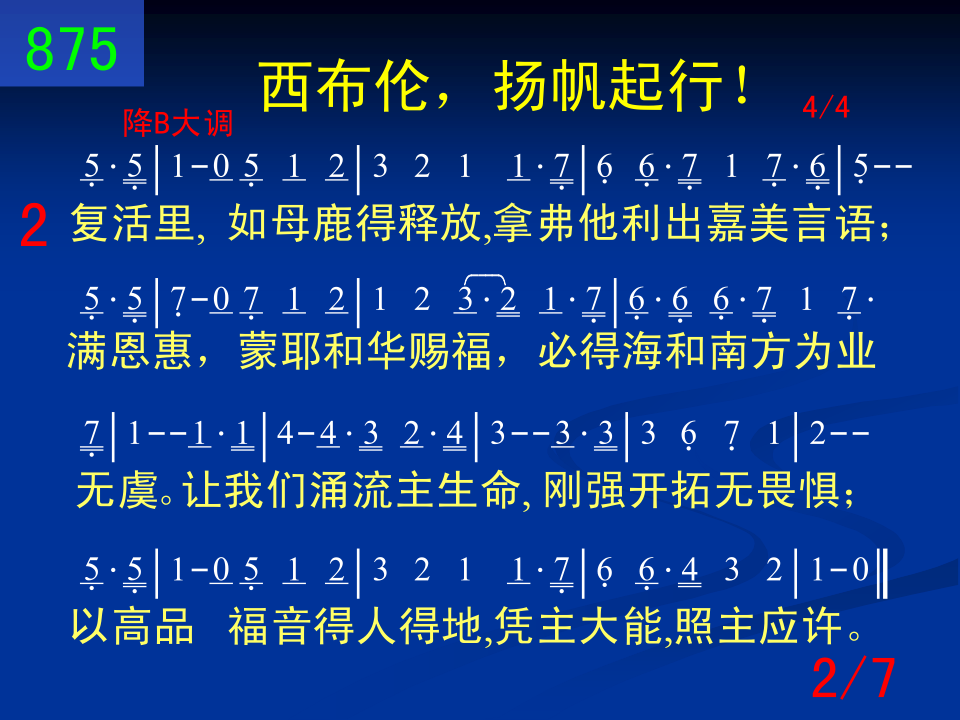 875
西布伦，扬帆起行！
降B大调
4/4
5·5|1-0 5 1 2|3 2 1 1·7|6 6·7 1 7·6|5--
2
复活里, 如母鹿得释放,拿弗他利出嘉美言语；
5·5|7-0 7 1 2|1 2 3·2 1·7|6·6 6·7 1 7·
满恩惠，蒙耶和华赐福，必得海和南方为业
7|1--1·1|4-4·3 2·4|3--3·3|3 6 7 1|2--
无虞。让我们涌流主生命, 刚强开拓无畏惧；
5·5|1-0 5 1 2|3 2 1 1·7|6 6·4 3 2|1-0‖
以高品 福音得人得地,凭主大能,照主应许。
2/7